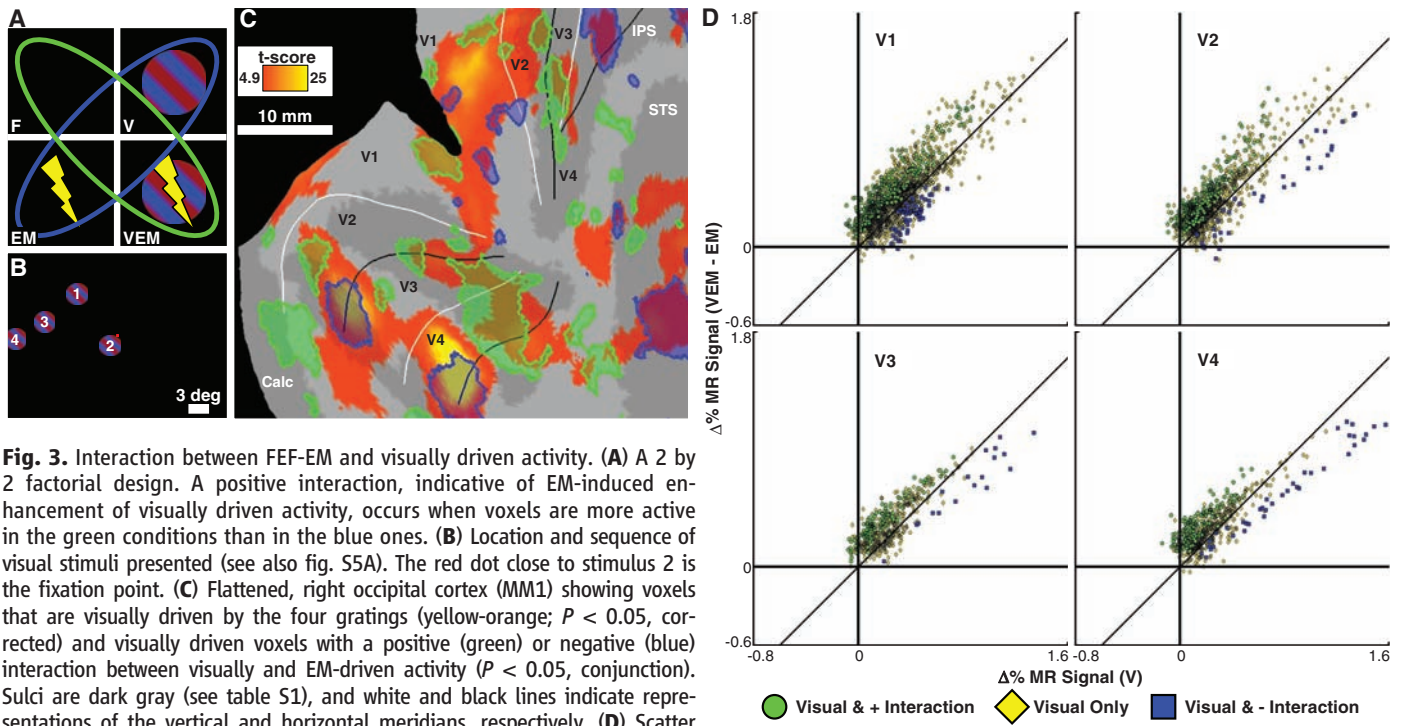 A
F
V
EM
VEM
B
1
3
4
2
3 deg
C
t-score
4.9
25
10 mm
V1
V2
V3
IPS
STS
V4
V1
V2
V3
V4
Calc
D
1.8
V1
V2
0
-0.6
1.8
V3
V4
0
-0.6
-0.8
0
1.6
-0.8
0
1.6
Δ% MR Signal (VEM - EM)
Δ% MR Signal (V)
Visual & + Interaction
Visual Only
Visual & - Interaction
Fig. 3. Interaction between FEF-EM and visually driven activity. (A) A 2 by
2 factorial design. A positive interaction, indicative of EM-induced en-
hancement of visually driven activity, occurs when voxels are more active
in the green conditions than in the blue ones. (B) Location and sequence of
visual stimuli presented (see also fig. S5A). The red dot close to stimulus 2 is
the fixation point. (C) Flattened, right occipital cortex (MM1) showing voxels
that are visually driven by the four gratings (yellow-orange; P < 0.05, cor-
rected) and visually driven voxels with a positive (green) or negative (blue)
interaction between visually and EM-driven activity (P < 0.05, conjunction).
Sulci are dark gray (see table S1), and white and black lines indicate repre-
sentations of the vertical and horizontal meridians, respectively. (D) Scatter